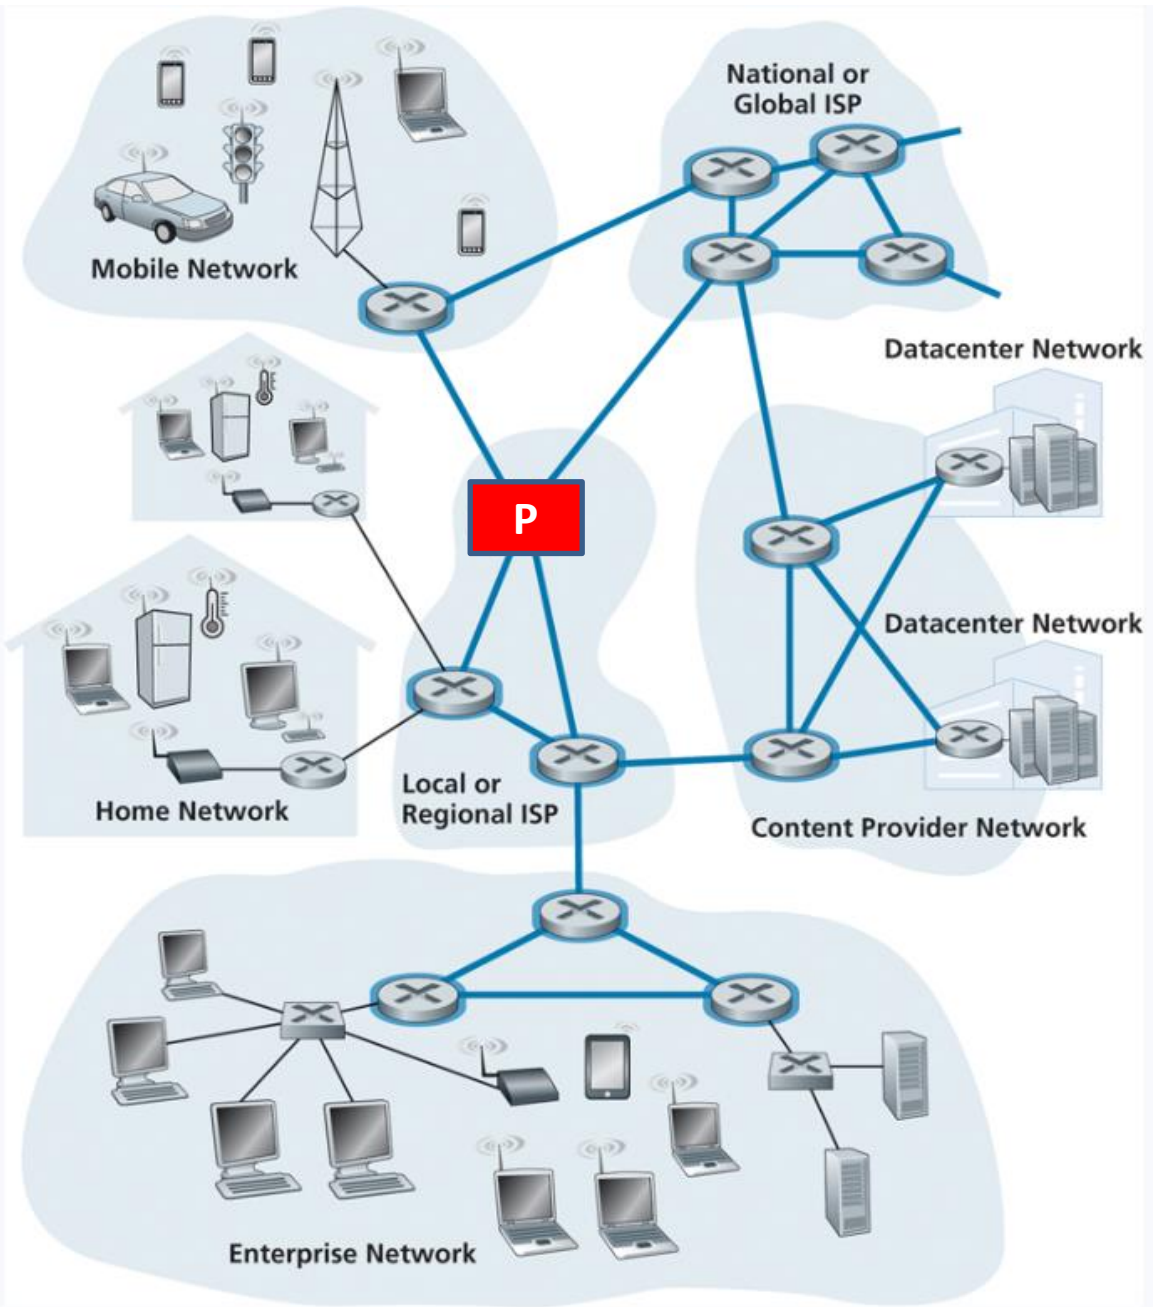 National or
Global ISP
Mobile Network
Datacenter Network
P
Datacenter Network
Local or
Regional ISP
Home Network
Content Provider Network
Enterprise Network